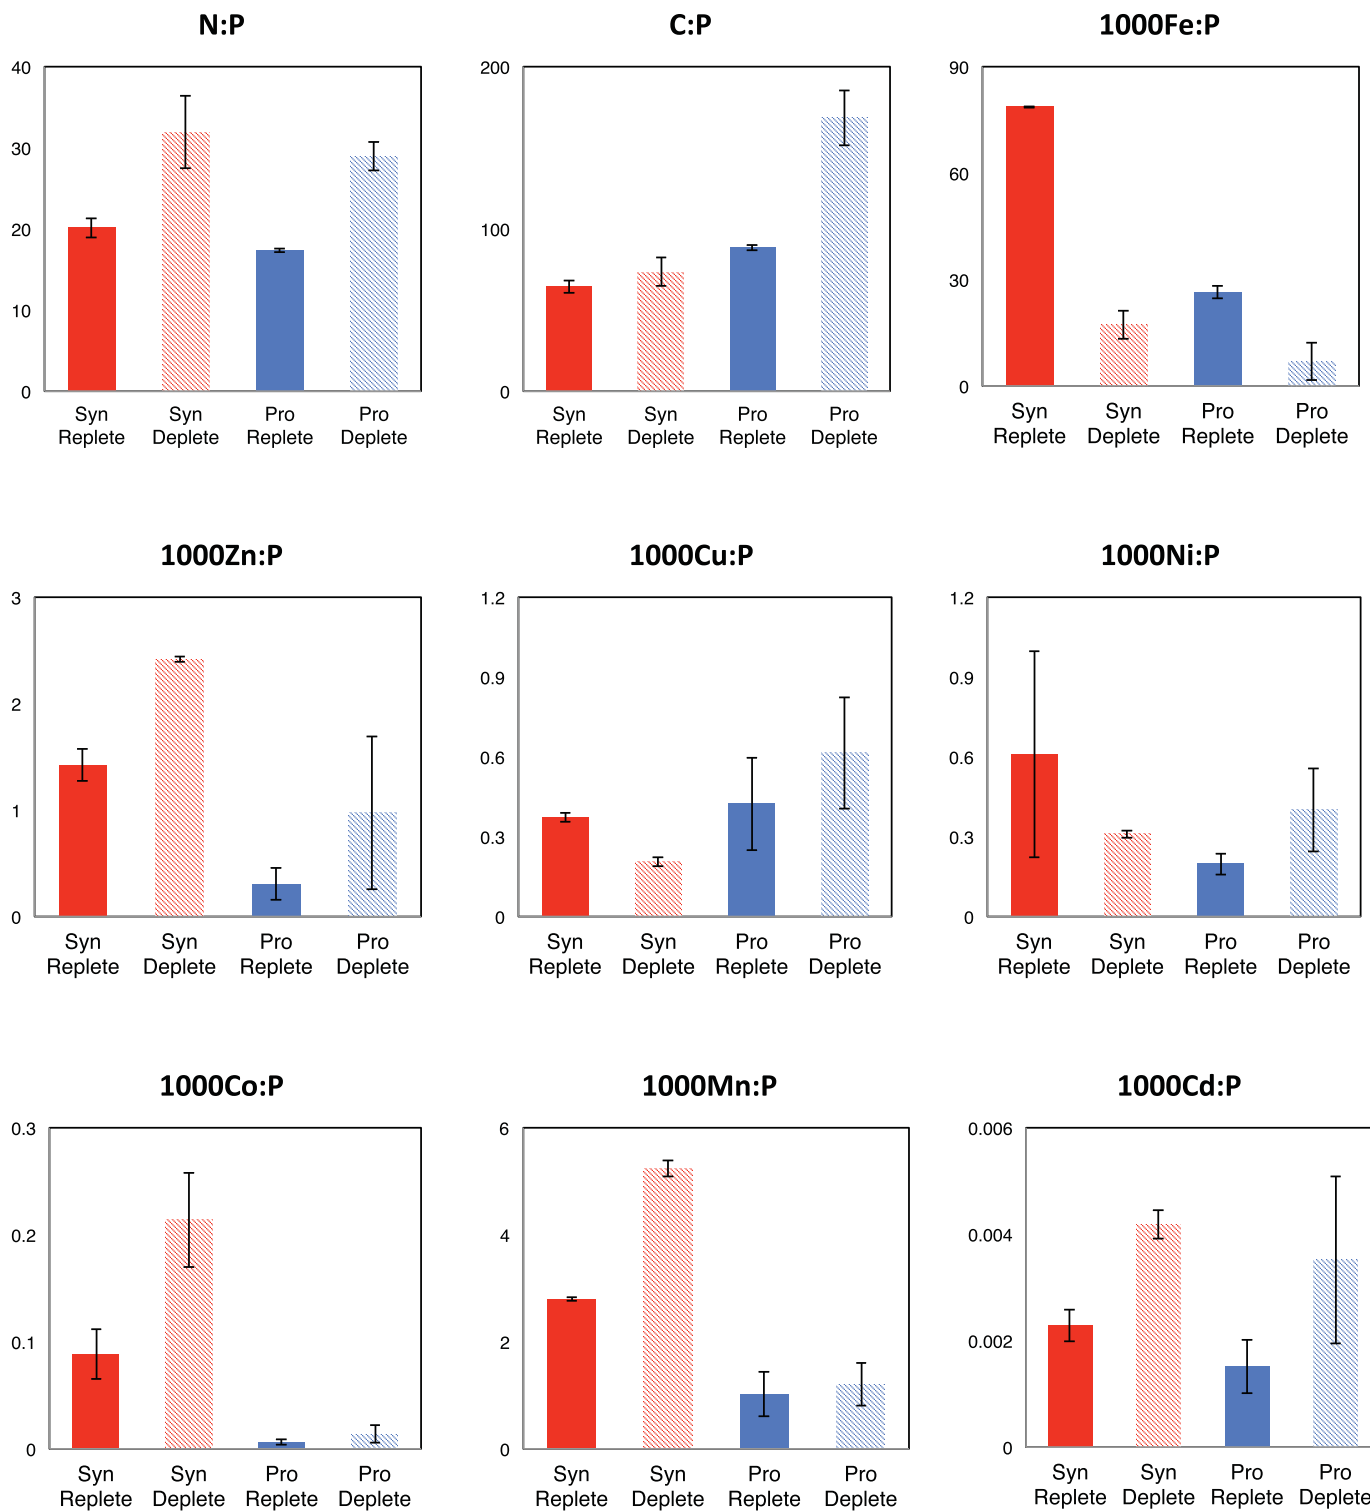 N:P
C:P
1000Fe:P
40
30
20
10
0
Syn
Replete
Syn
Deplete
Pro
Replete
Pro
Deplete
200
100
0
Syn
Replete
Syn
Deplete
Pro
Replete
Pro
Deplete
90
60
30
0
Syn
Replete
Syn
Deplete
Pro
Replete
Pro
Deplete
1000Zn:P
1000Cu:P
1000Ni:P
3
2
1
0
Syn
Replete
Syn
Deplete
Pro
Replete
Pro
Deplete
1.2
0.9
0.6
0.3
0
Syn
Replete
Syn
Deplete
Pro
Replete
Pro
Deplete
1.2
0.9
0.6
0.3
0
Syn
Replete
Syn
Deplete
Pro
Replete
Pro
Deplete
1000Co:P
1000Mn:P
1000Cd:P
0.3
0.2
0.1
0
Syn
Replete
Syn
Deplete
Pro
Replete
Pro
Deplete
6
4
2
0
Syn
Replete
Syn
Deplete
Pro
Replete
Pro
Deplete
0.006
0.004
0.002
0
Syn
Replete
Syn
Deplete
Pro
Replete
Pro
Deplete